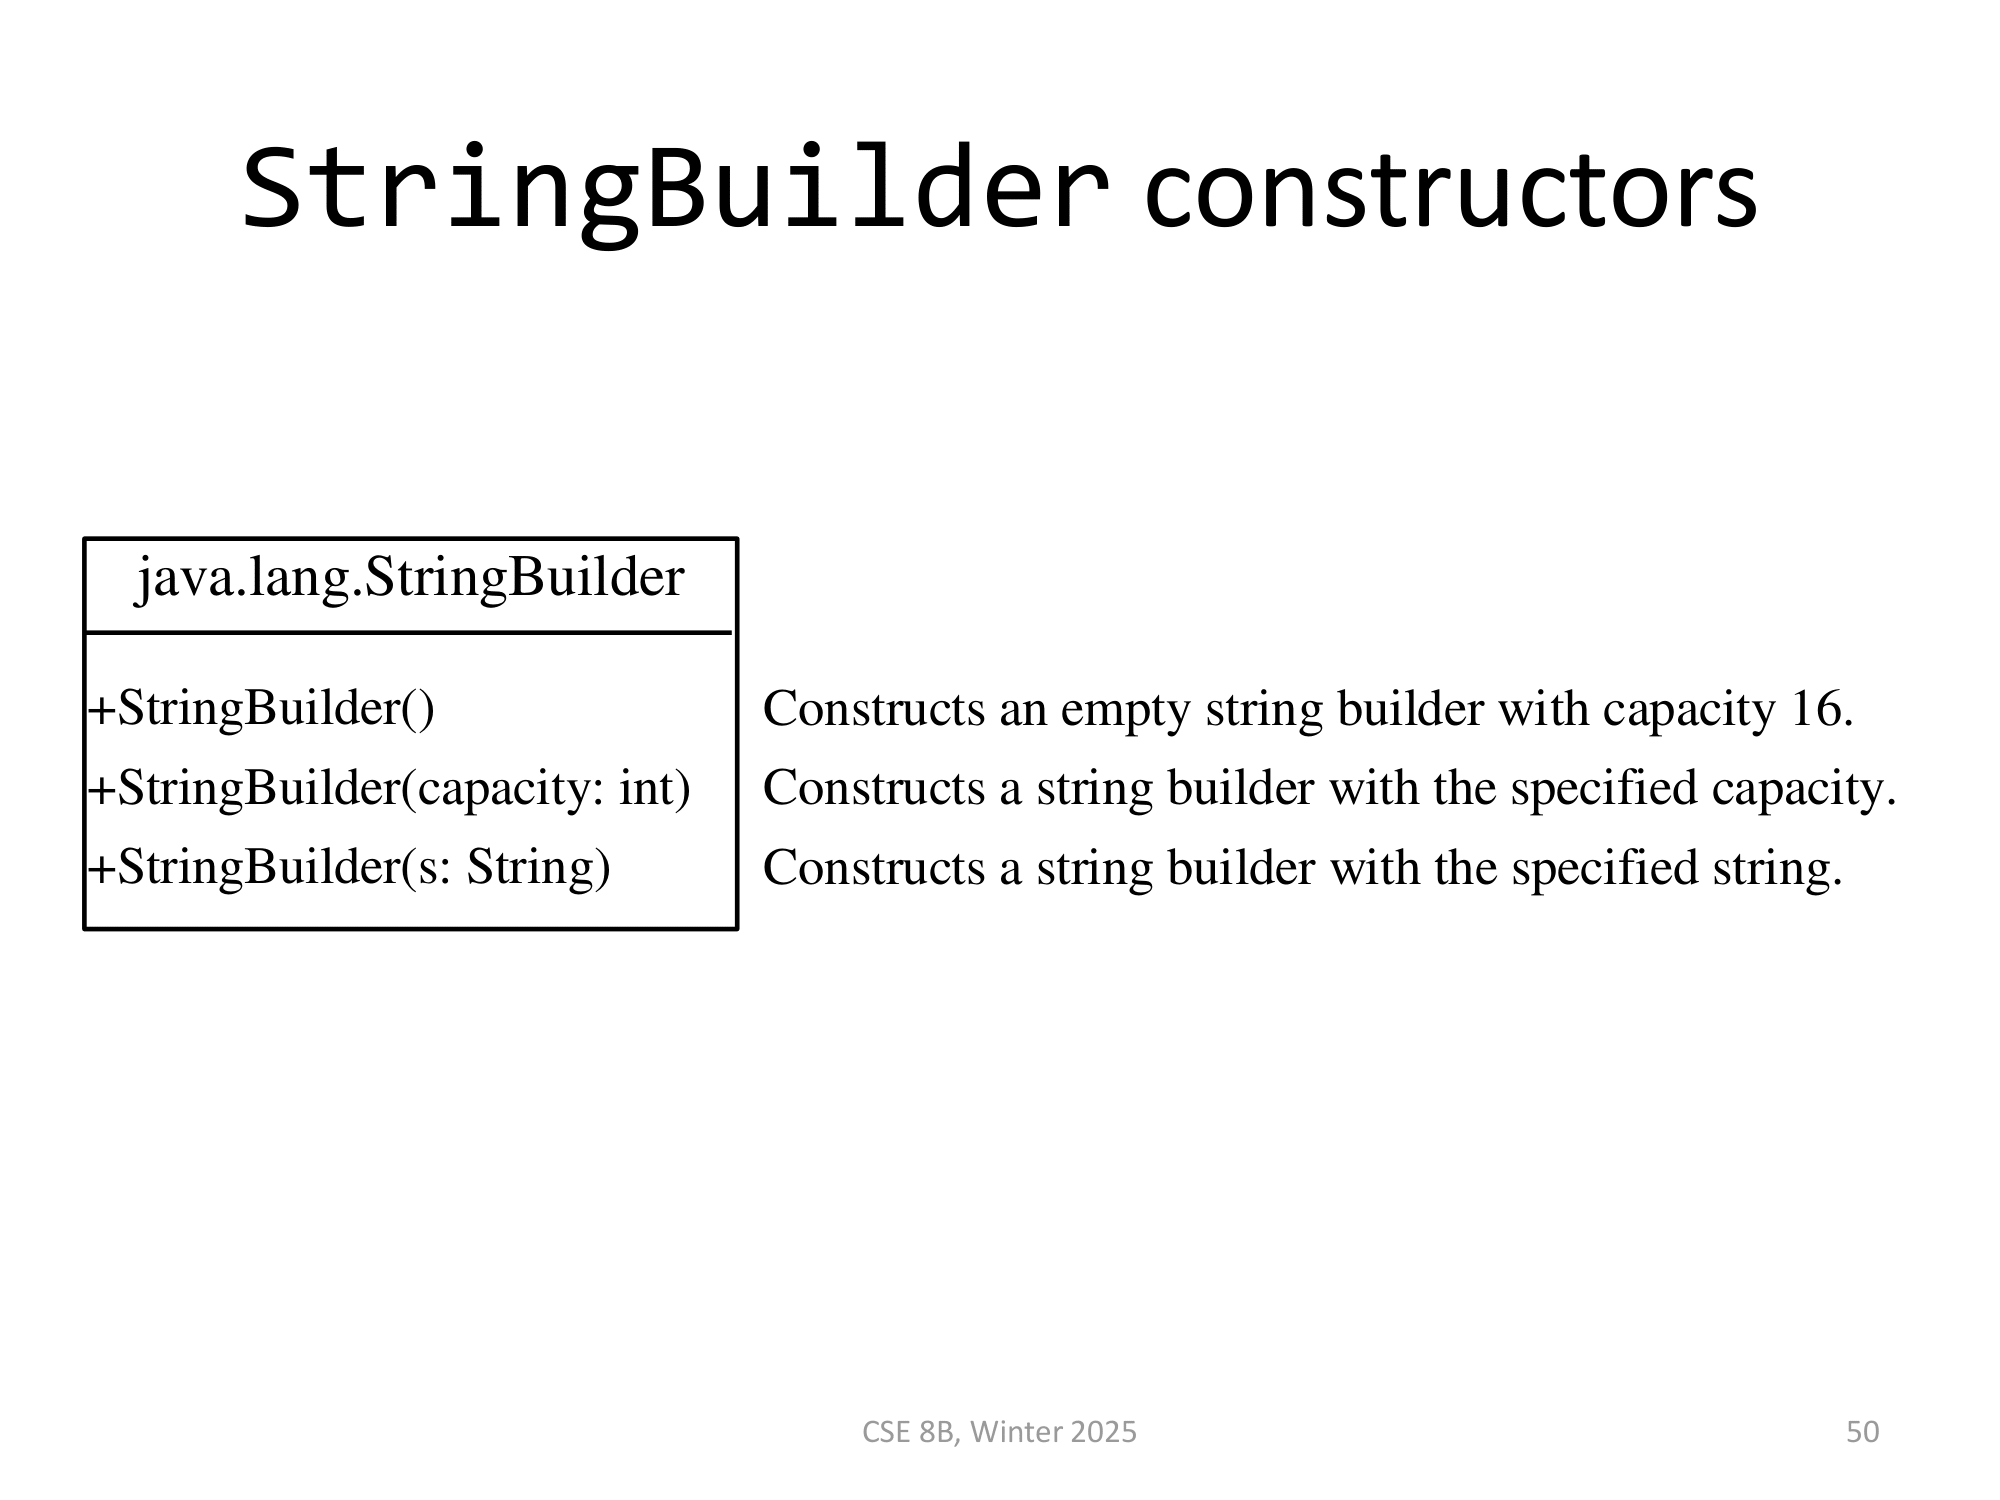 StringBuilder constructors
java.lang.StringBuilder
+StringBuilder() Constructs an empty string builder with capacity 16.
+StringBuilder(capacity: int) Constructs a string builder with the specified capacity.
+StringBuilder(s: String) Constructs a string builder with the specified string.
CSE 8B, Winter 2025 50